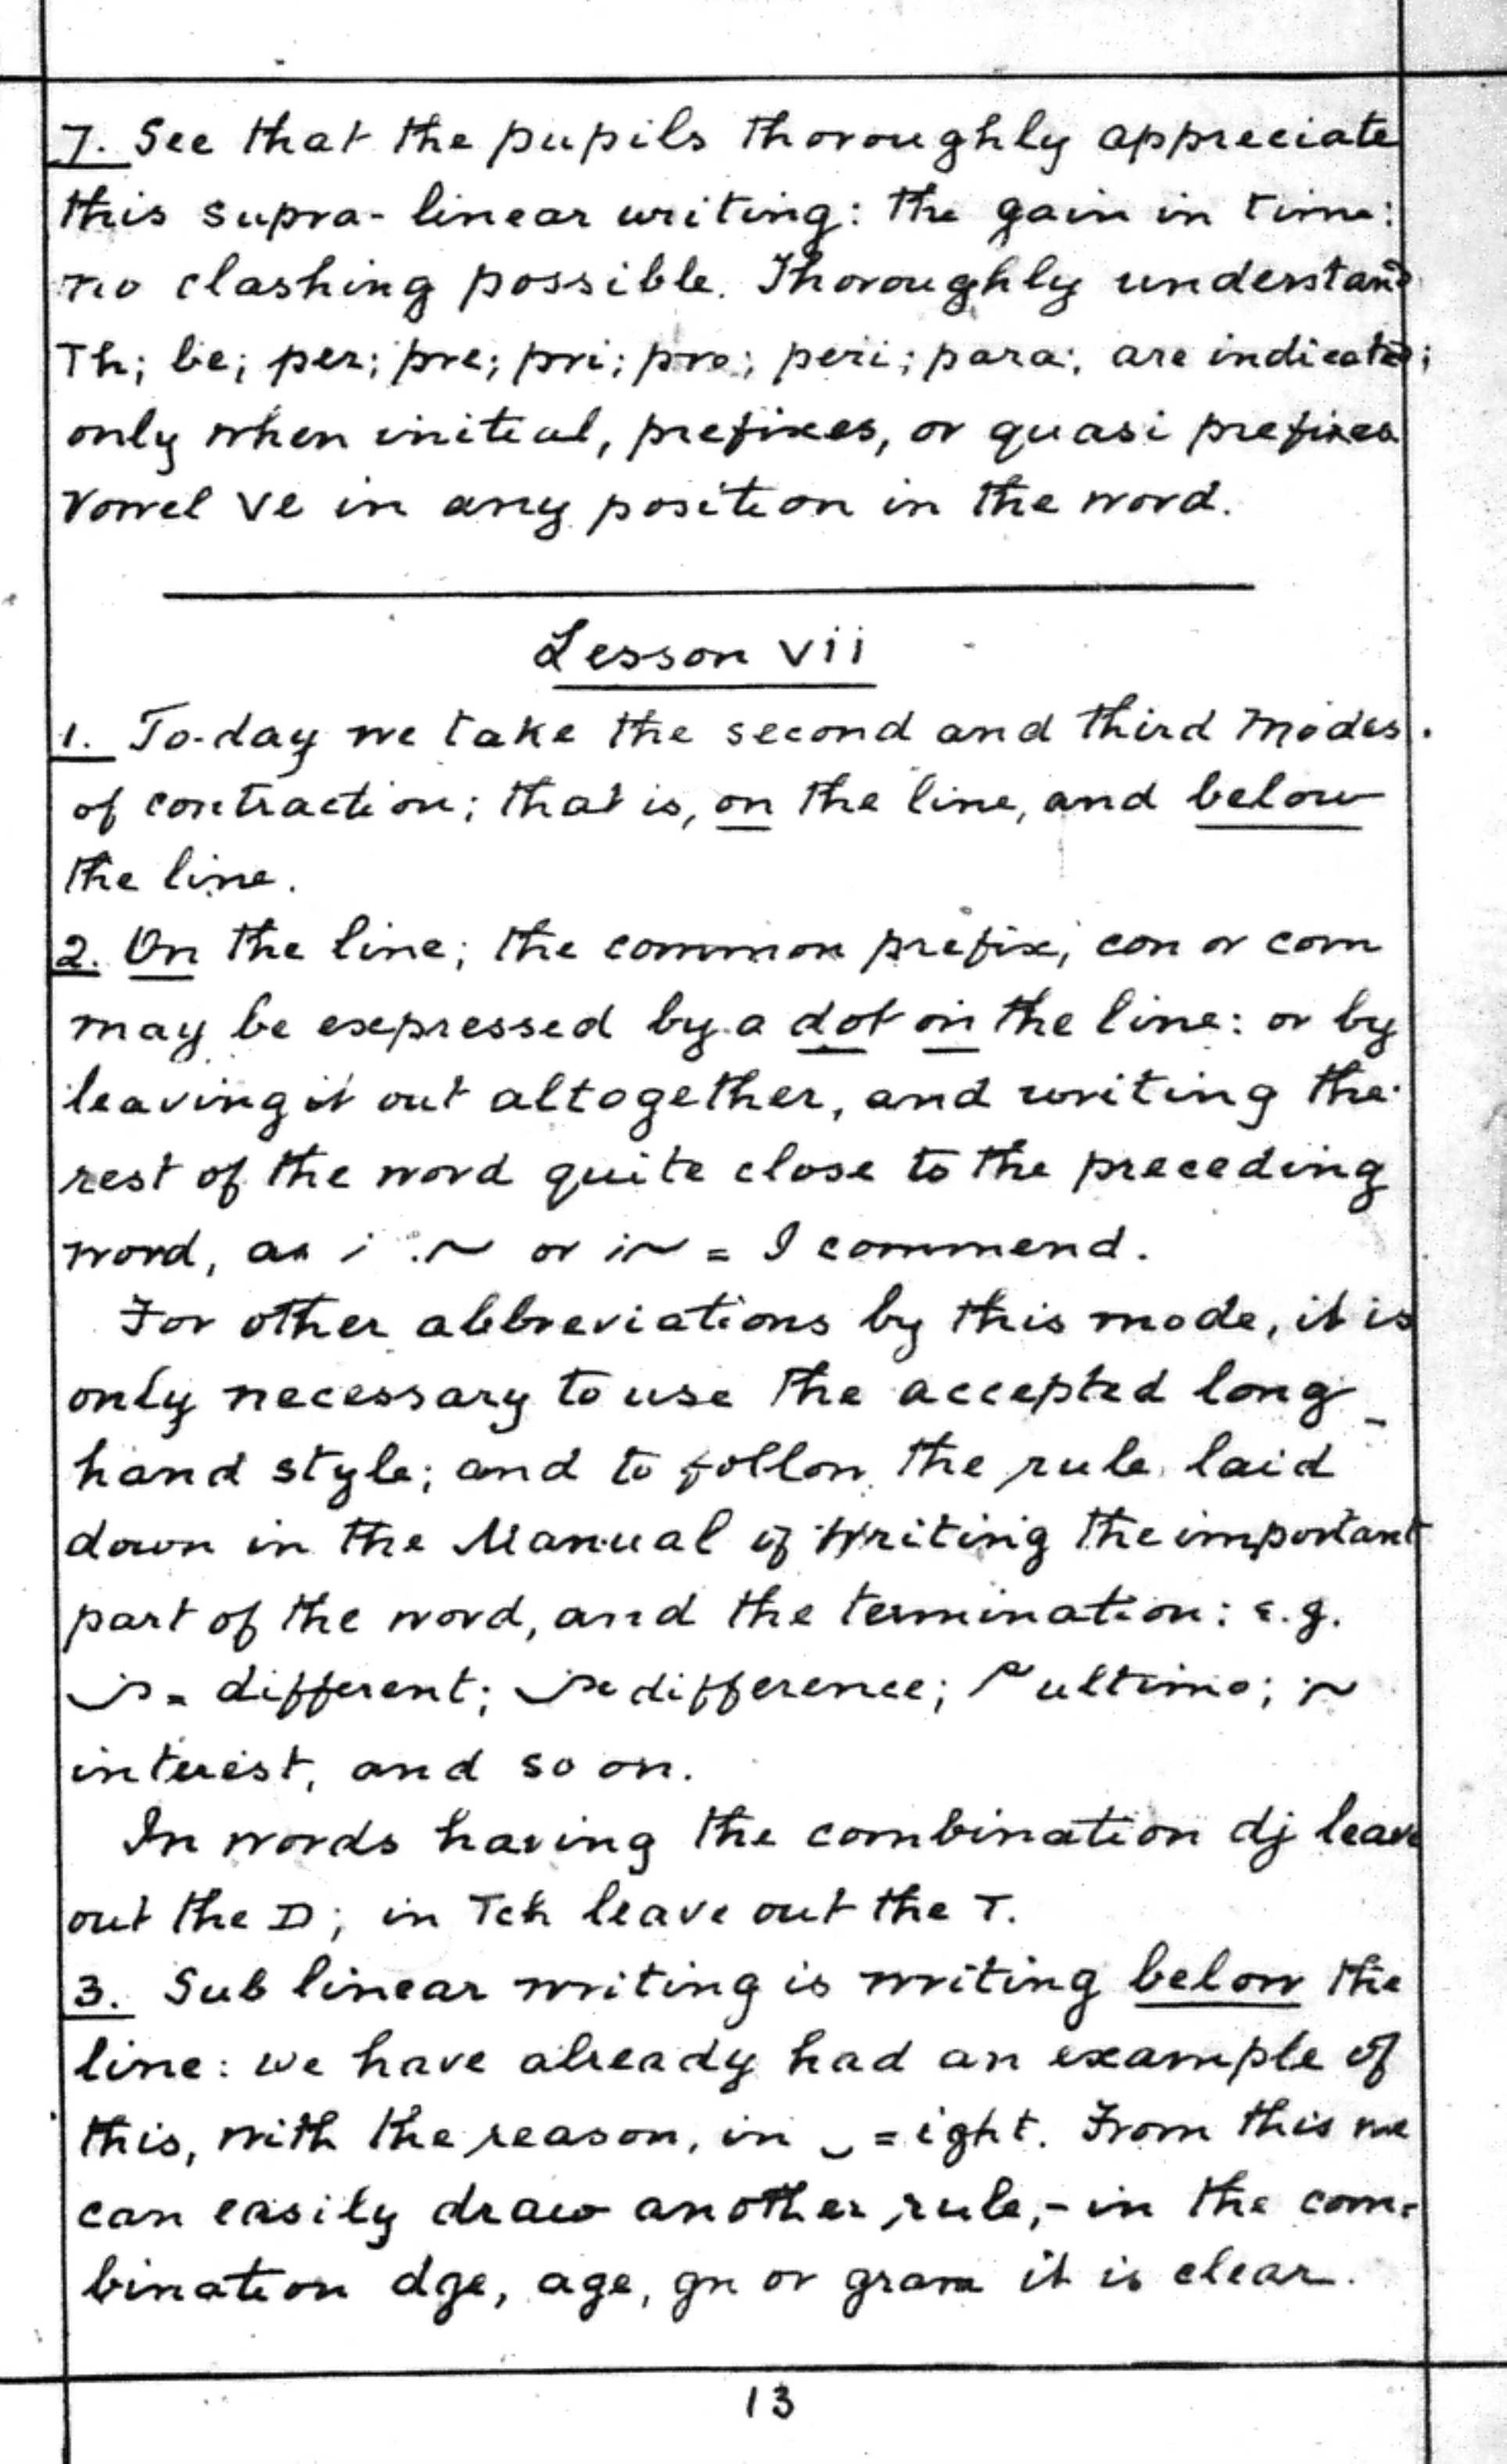 7. See that the pupils thoroughly appreciate
this supra-linear writing: the gain in time:
no clashing possible. Thoroughly understand
Th; be; per; pre; pri; pro; peri; para; are indicated;
only when initial, prefixes, or quasi prefixes
Vowel ve in any position in the word.
Lesson vii
1. To-day we take the second and third modes
of contraction; that is, on the line, and below
the line.
2. On the line; the common prefix, con or com
may be expressed by a dot on the line: or by
leaving it out altogether, and writing the
rest of the word quite close to the preceding
word, as i . or i = I commend.
For other abbreviations by this mode, it is
only necessary to use the accepted long-
hand style; and to follow the rule laid
down in the Manual of Writing the important
part of the word, and the termination: e.g.
= different; difference; ultimo;
interest, and so on.
In words having the combination dj leave
out the D; in Tch leave out the T.
3. Sub linear writing is writing below the
line: we have already had an example of
this, with the reason, in = ight. From this we
can easily draw another rule,- in the com-
bination dge, age, gn or gram it is clear.
13